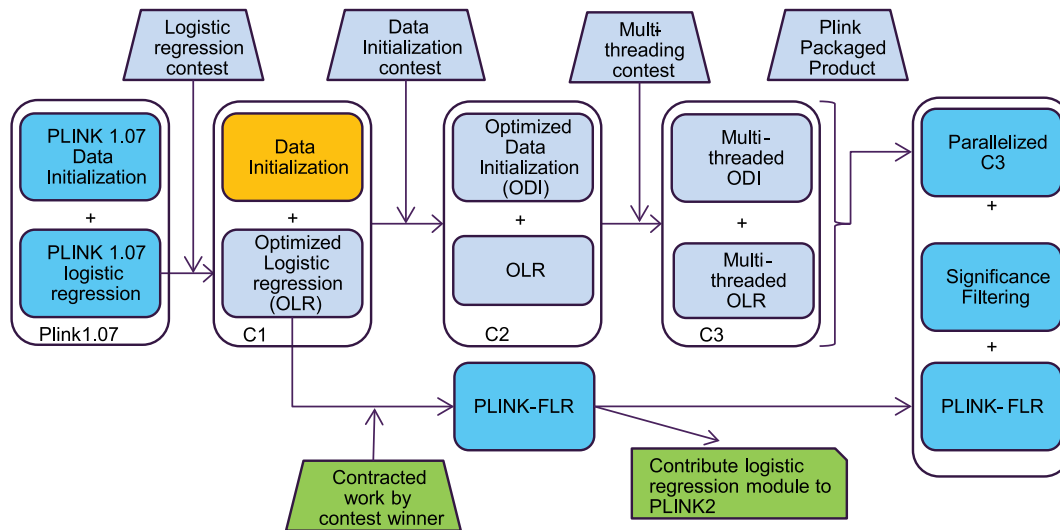 Logistic
regression
contest
Data
Initialization
contest
Multi-
threading
contest
Plink
Packaged
Product
PLINK 1.07
Data
Initialization
+
PLINK 1.07
logistic
regression
Plink1.07
Data
Initialization
+
Optimized
Logistic
regression
(OLR)
C1
Optimized
Data
Initialization
(ODI)
+
OLR
C2
Multi-
threaded
ODI
+
Multi-
threaded
OLR
C3
Parallelized
C3
+
Significance
Filtering
+
PLINK- FLR
PLINK-FLR
Contracted
work by
contest winner
Contribute logistic
regression module to
PLINK2